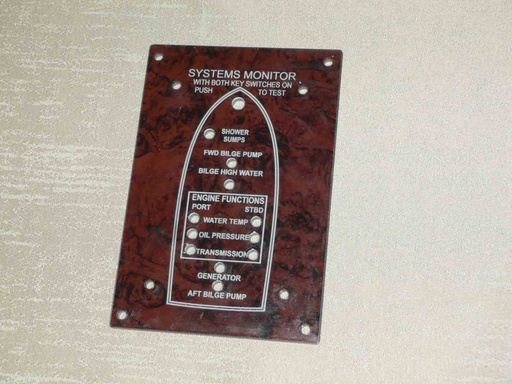 SYSTEMS MONITOR
WITH BOTH KEY SWITCHES ON
PUSH TO TEST
SHOWER
SUMPS
FWD BILGE PUMP
BILGE HIGH WATER
ENGINE FUNCTIONS
PORT STBD
WATER TEMP
OIL PRESSURE
TRANSMISSION
GENERATOR
AFT BILGE PUMP